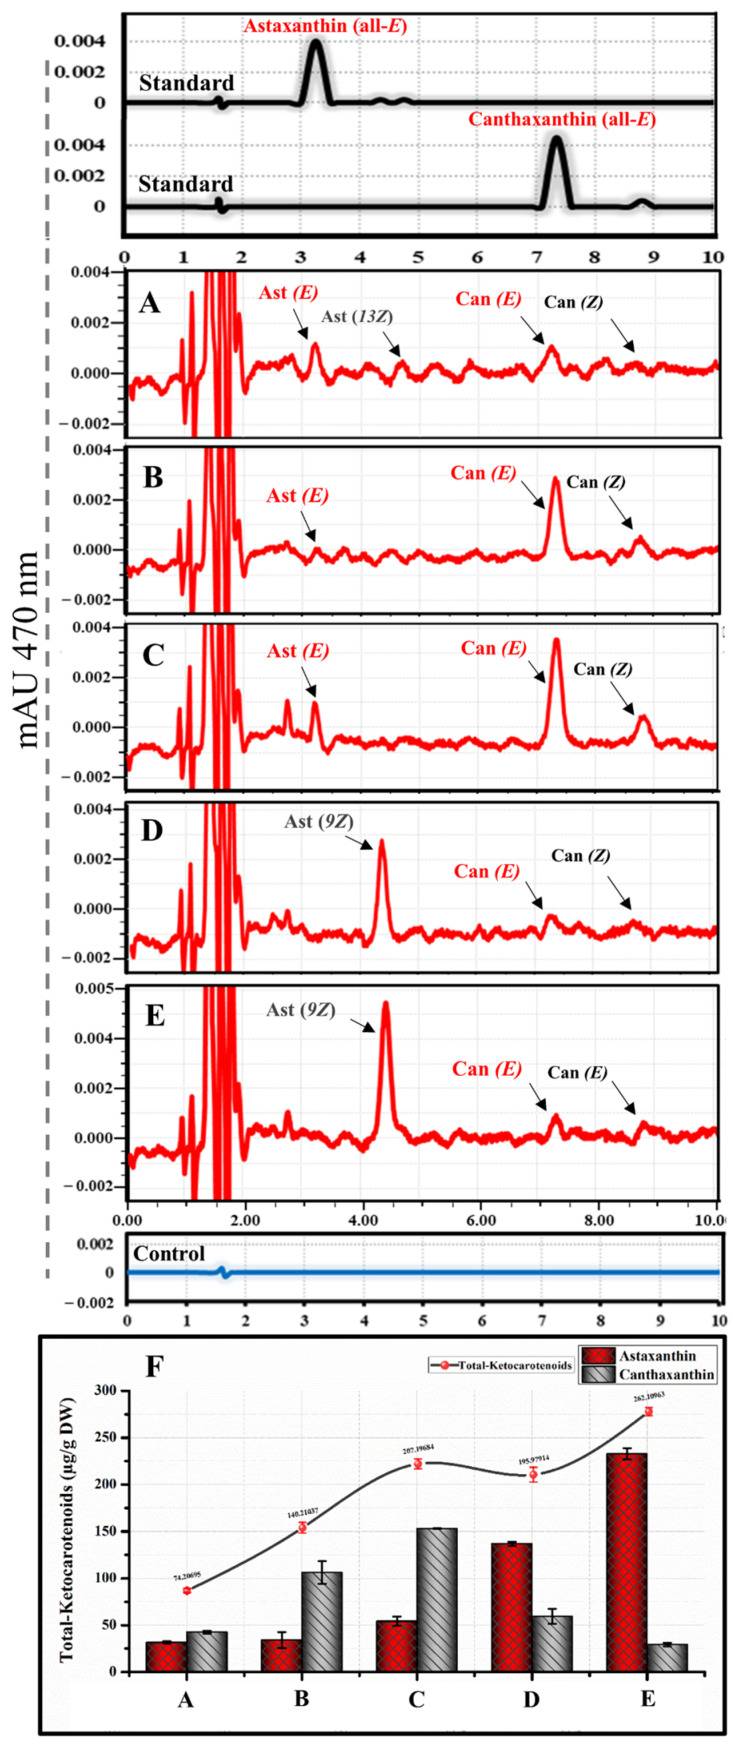 mAU 470 nm
Astaxanthin (all-E)
0.004
0.002
Standard
0
Canthaxanthin (all-E)
0.004
0.002
Standard
0
0 1 2 3 4 5 6 7 8 9 10
0.004
A
Ast (E)
Ast (13Z)
Can (E)
Can (Z)
0.002
0.000
−0.002
0.004
B
Ast (E)
Can (E)
Can (Z)
0.002
0.000
−0.002
0.004
C
Ast (E)
Can (E)
Can (Z)
0.002
0.000
−0.002
0.004
D
Ast (9Z)
Can (E)
Can (Z)
0.002
0.000
−0.002
0.005
E
Ast (9Z)
0.004
Can (E)
Can (E)
0.002
0.000
−0.002
0.00 2.00 4.00 6.00 8.00 10.0
0.002
Control
0
−0.002
0 1 2 3 4 5 6 7 8 9 10
F
Total-Ketocarotenoids
Astaxanthin
Canthaxanthin
Total-Ketocarotenoids (µg/g DW)
300
250
200
150
100
50
0
74.20695
140.21037
207.19684
195.97914
262.10963
A B C D E